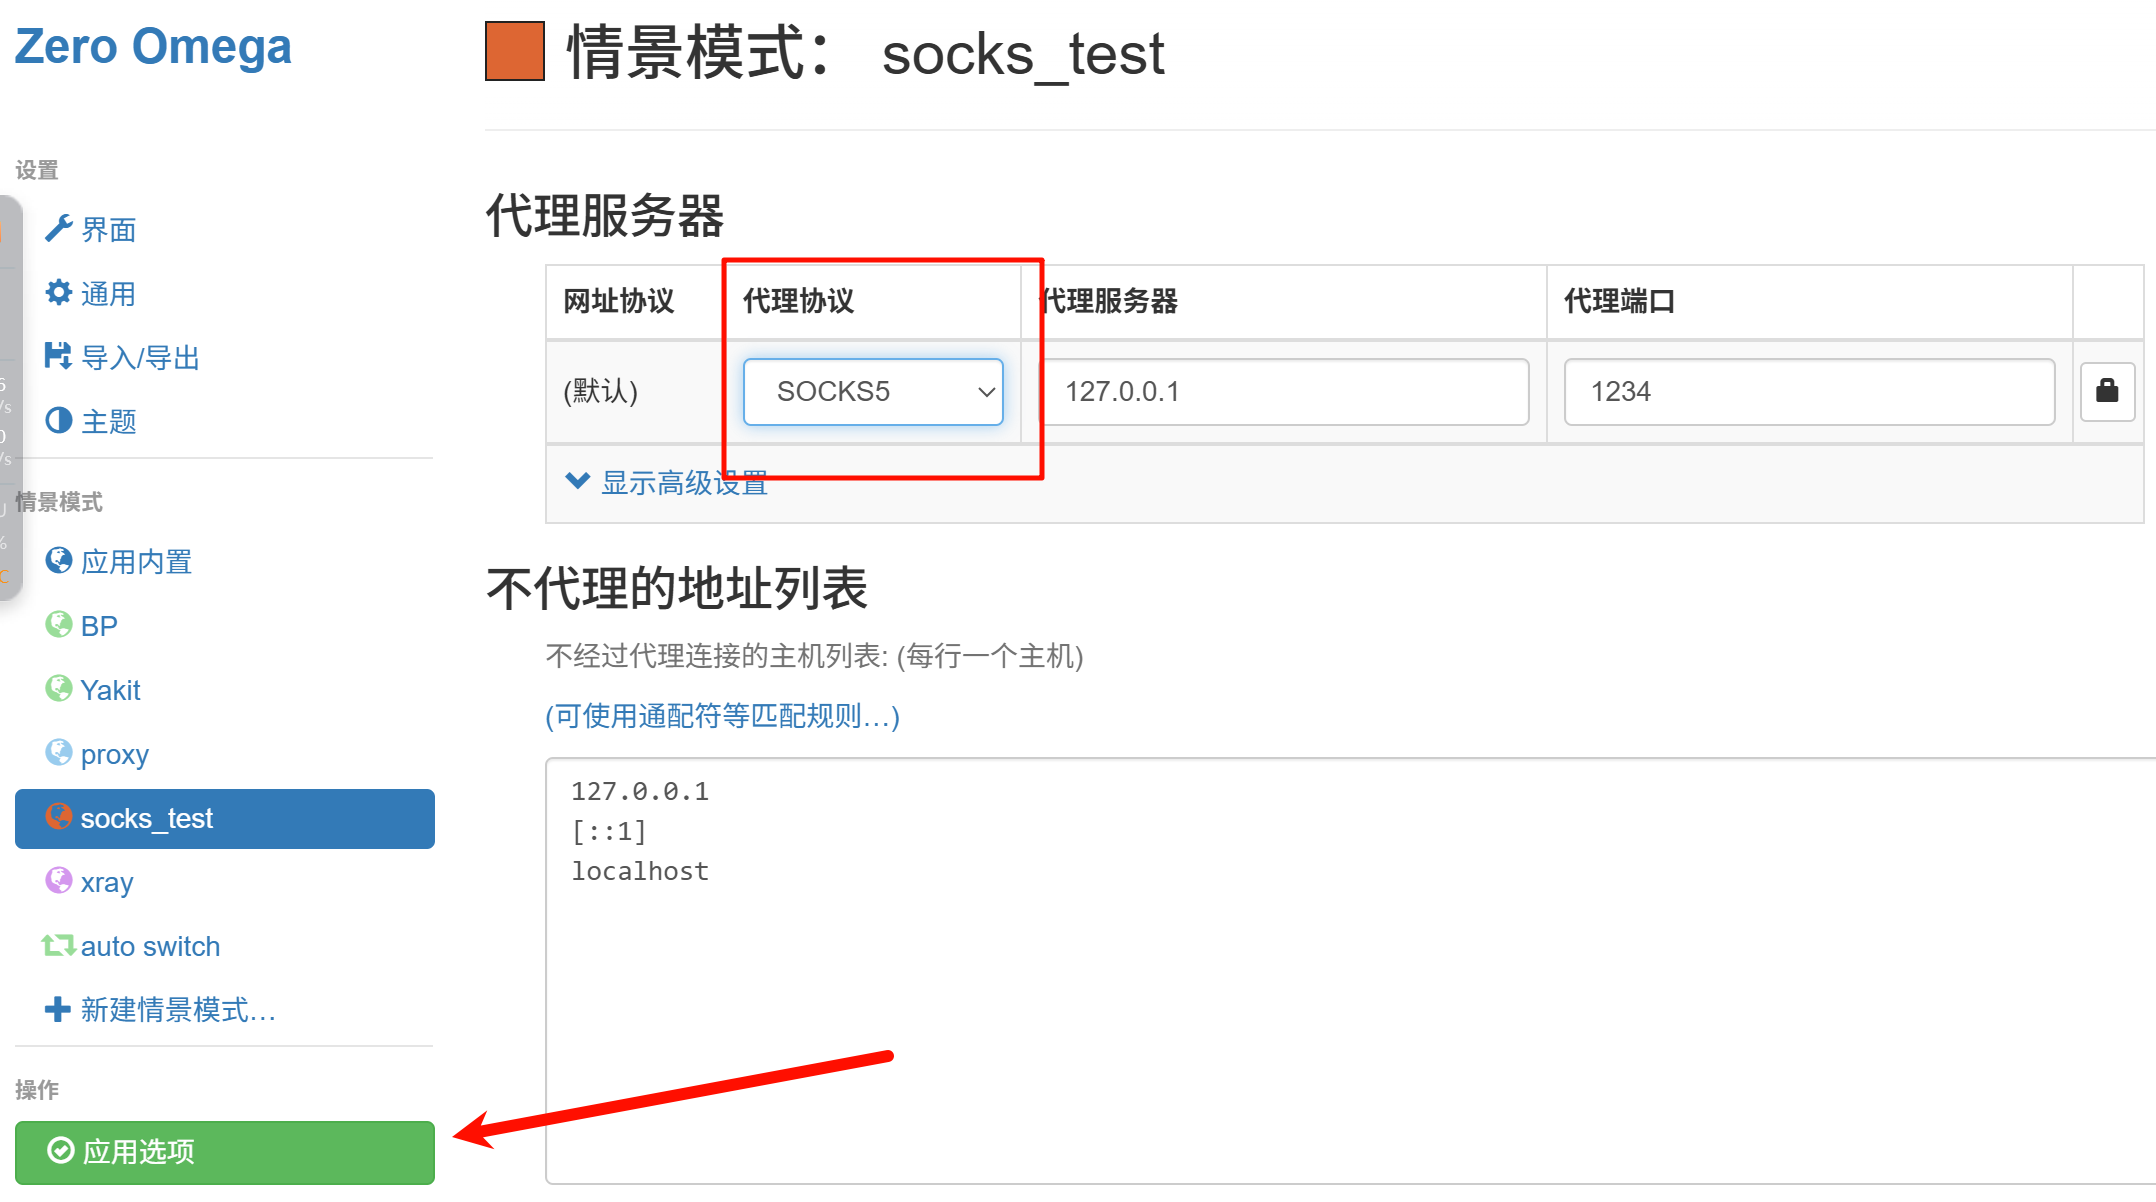 Zero Omega
设置
界面
通用
导入/导出
主题
情景模式
应用内置
BP
Yakit
proxy
socks_test
xray
auto switch
新建情景模式…
操作
应用选项
情景模式： socks_test
代理服务器
网址协议 代理协议 代理服务器 代理端口
(默认) SOCKS5 127.0.0.1 1234
显示高级设置
不代理的地址列表
不经过代理连接的主机列表: (每行一个主机)
(可使用通配符等匹配规则…)
127.0.0.1
[::1]
localhost